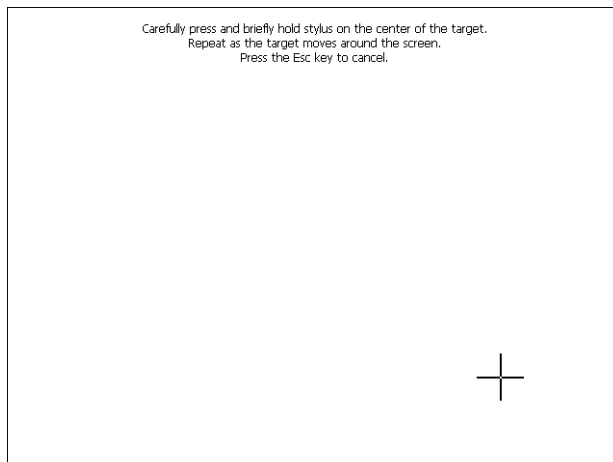 Carefully press and briefly hold stylus on the center of the target.
Repeat as the target moves around the screen.
Press the Esc key to cancel.